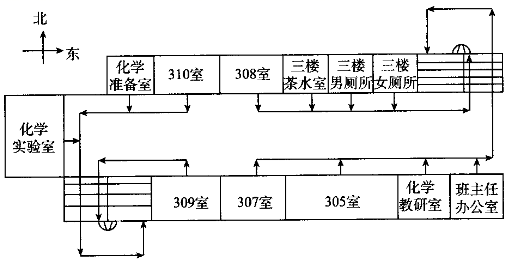 北
东
化学
准备室
310室
308室
三楼
茶水室
三楼
男厕所
三楼
女厕所
化学
实验室
309室
307室
305室
化学
教研室
班主任
办公室